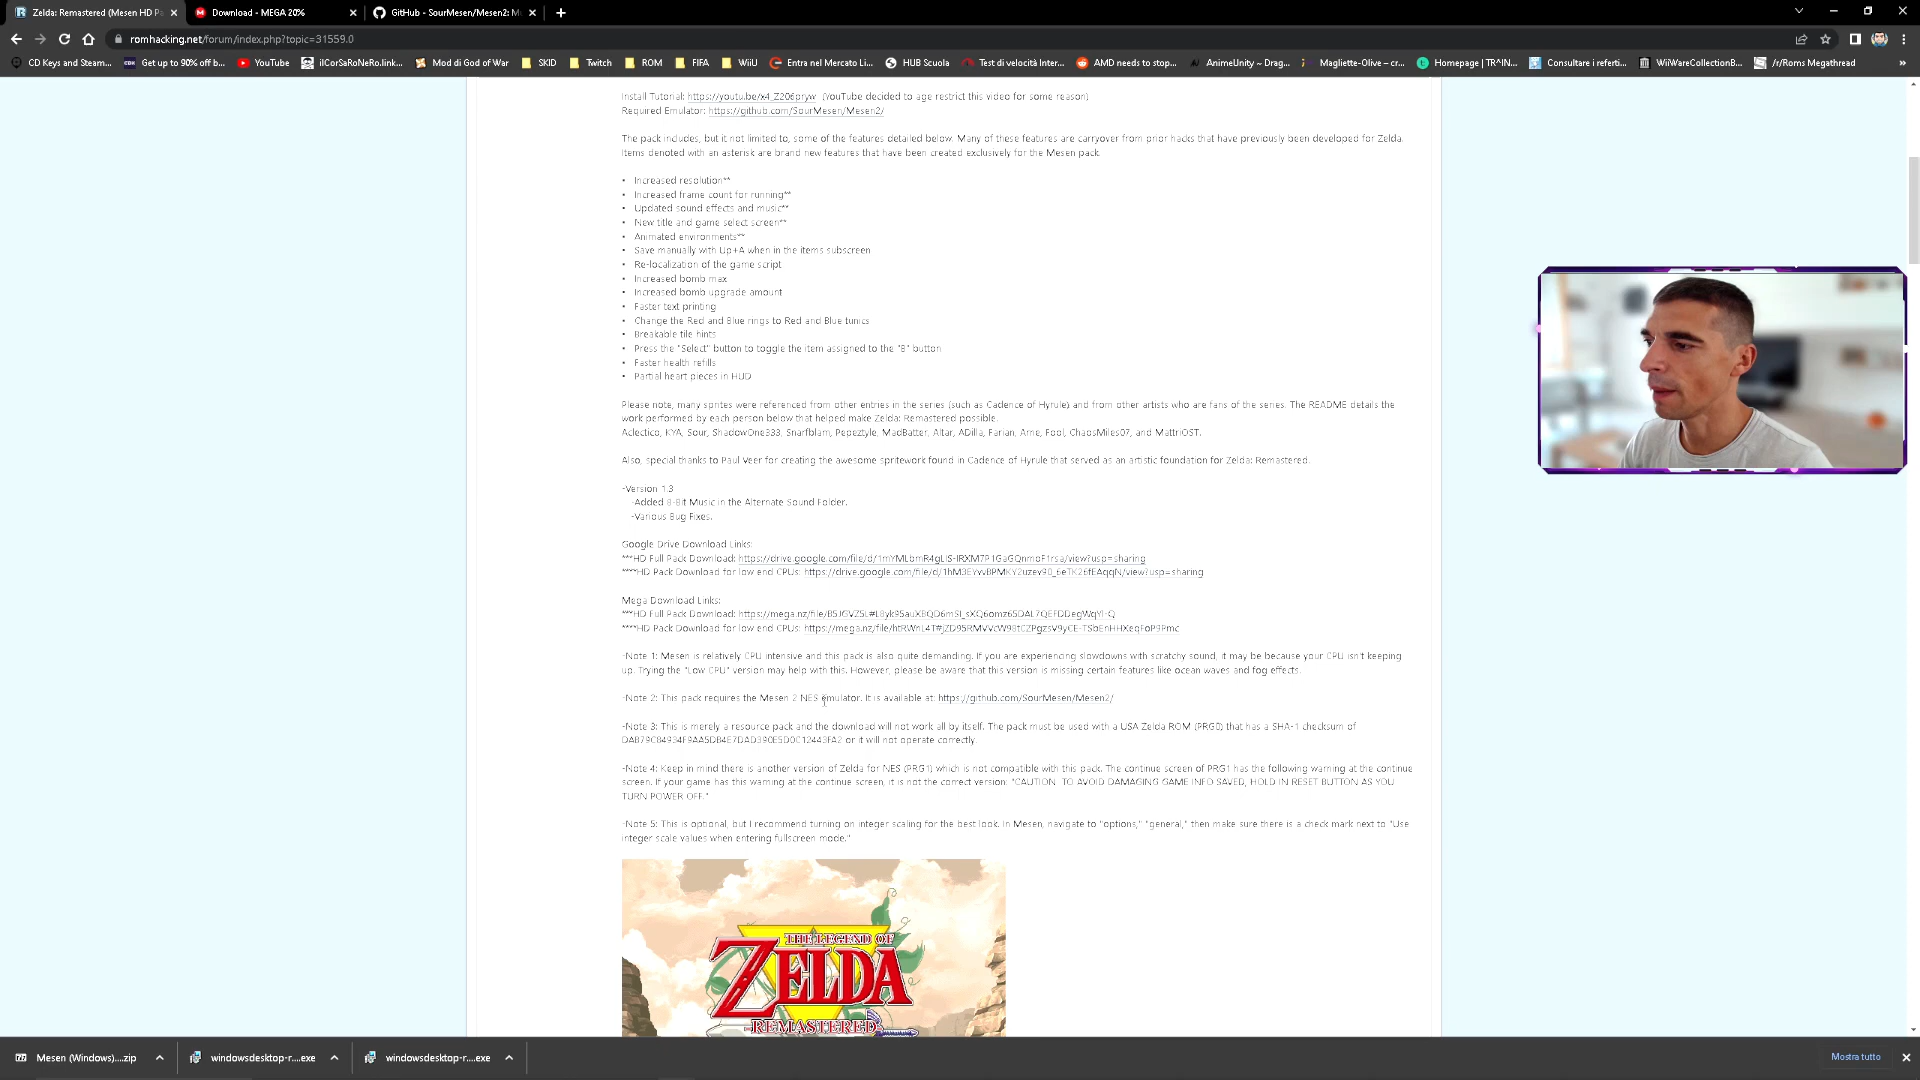 Zelda: Remastered (Mesen HD Pa
Download - MEGA 20%
GitHub - SourMesen/Mesen2: M
romhacking.net/forum/index.php?topic=31559.0
CD Keys and Steam...
Get up to 90% off b...
YouTube
ilCorSaRoNeRo.link...
Mod di God of War
SKID
Twitch
ROM
FIFA
WiiU
Entra nel Mercato Li...
HUB Scuola
Test di velocità Inter...
AMD needs to stop...
AnimeUnity ~ Drag...
Magliette-Olive – cr...
Homepage | TR^IN...
Consultare i referti...
WiiWareCollectionB...
/r/Roms Megathread
Install Tutorial: https://youtu.be/x4_Z206pryw (YouTube decided to age restrict this video for some reason)
Required Emulator: https://github.com/SourMesen/Mesen2/
The pack includes, but it not limited to, some of the features detailed below. Many of these features are carryover from prior hacks that have previously been developed for Zelda.
Items denoted with an asterisk are brand new features that have been created exclusively for the Mesen pack.
• Increased resolution**
• Increased frame count for running**
• Updated sound effects and music**
• New title and game select screen**
• Animated environments**
• Save manually with Up+A when in the items subscreen
• Re-localization of the game script
• Increased bomb max
• Increased bomb upgrade amount
• Faster text printing
• Change the Red and Blue rings to Red and Blue tunics
• Breakable tile hints
• Press the "Select" button to toggle the item assigned to the "B" button
• Faster health refills
• Partial heart pieces in HUD
Please note, many sprites were referenced from other entries in the series (such as Cadence of Hyrule) and from other artists who are fans of the series. The README details the
work performed by each person below that helped make Zelda: Remastered possible.
Aclectico, KYA, Sour, ShadowOne333, Snarfblam, Pepeztyle, MadBatter, Altar, ADilla, Farian, Arne, Fool, ChaosMiles07, and MattriOST.
Also, special thanks to Paul Veer for creating the awesome spritework found in Cadence of Hyrule that served as an artistic foundation for Zelda: Remastered.
-Version 1.3
-Added 8-Bit Music in the Alternate Sound Folder.
-Various Bug Fixes.
Google Drive Download Links:
***HD Full Pack Download:
****HD Pack Download for low end CPUs:
Mega Download Links:
***HD Full Pack Download:
****HD Pack Download for low end CPUs:
-Note 1: Mesen is relatively CPU intensive and this pack is also quite demanding. If you are experiencing slowdowns with scratchy sound, it may be because your CPU isn't keeping
up. Trying the "Low CPU" version may help with this. However, please be aware that this version is missing certain features like ocean waves and fog effects.
-Note 2: This pack requires the Mesen 2 NES emulator. It is available at: https://github.com/SourMesen/Mesen2/
-Note 3: This is merely a resource pack and the download will not work all by itself. The pack must be used with a USA Zelda ROM (PRG0) that has a SHA-1 checksum of
DAB79C84934F9AA5DB4E7DAD390E5D0C12443FA2 or it will not operate correctly.
-Note 4: Keep in mind there is another version of Zelda for NES (PRG1) which is not compatible with this pack. The continue screen of PRG1 has the following warning at the continue
screen. If your game has this warning at the continue screen, it is not the correct version: "CAUTION TO AVOID DAMAGING GAME INFO SAVED, HOLD IN RESET BUTTON AS YOU
TURN POWER OFF."
-Note 5: This is optional, but I recommend turning on integer scaling for the best look. In Mesen, navigate to "options," "general," then make sure there is a check mark next to "Use
integer scale values when entering fullscreen mode."
THE LEGEND OF
ZELDA
-REMASTERED-
Mesen (Windows)....zip
windowsdesktop-r....exe
windowsdesktop-r....exe
Mostra tutto